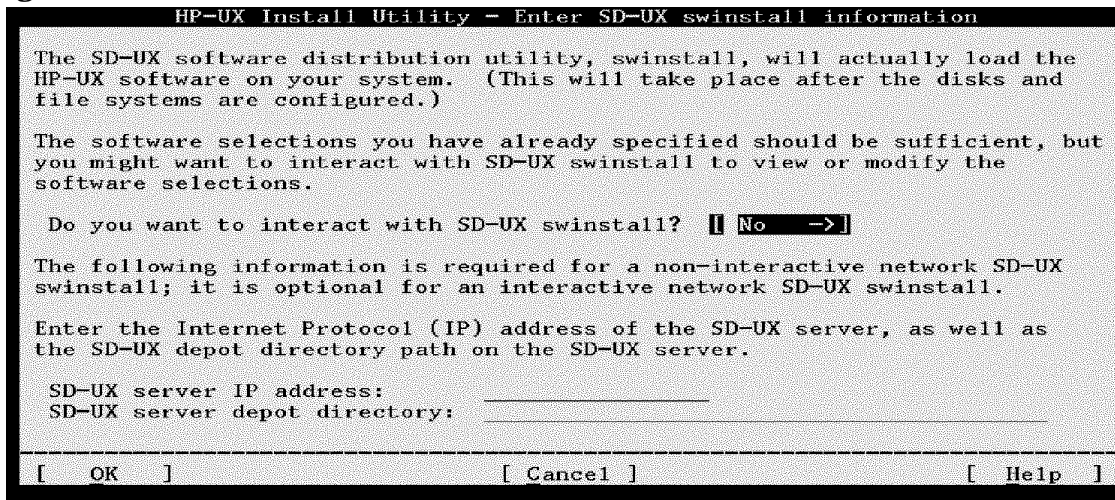 HP-UX Install Utility - Enter SD-UX swinstall information
The SD-UX software distribution utility, swinstall, will actually load the
HP-UX software on your system. (This will take place after the disks and
file systems are configured.)
The software selections you have already specified should be sufficient, but
you might want to interact with SD-UX swinstall to view or modify the
software selections.
Do you want to interact with SD-UX swinstall? [ No ->]
The following information is required for a non-interactive network SD-UX
swinstall; it is optional for an interactive network SD-UX swinstall.
Enter the Internet Protocol (IP) address of the SD-UX server, as well as
the SD-UX depot directory path on the SD-UX server.
SD-UX server IP address:
SD-UX server depot directory:
[ OK ] [ Cancel ] [ Help ]